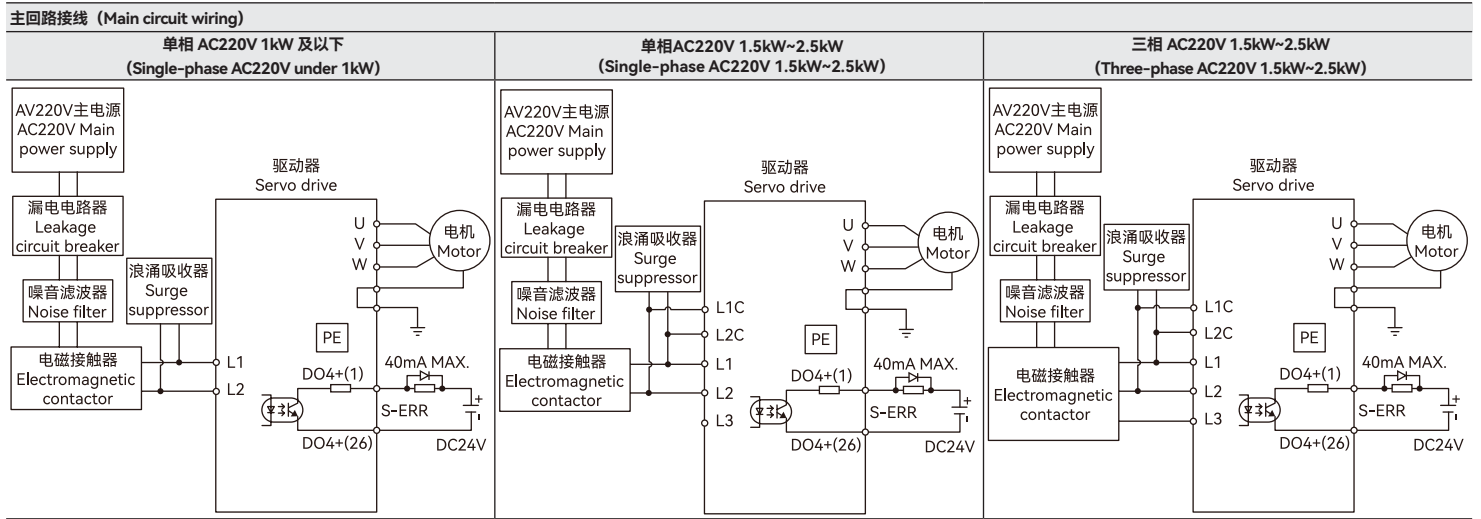 主回路接线（Main circuit wiring）
单相 AC220V 1kW 及以下
（Single-phase AC220V under 1kW）
AV220V主电源
AC220V Main
power supply
漏电电路器
Leakage
circuit breaker
噪音滤波器
Noise filter
浪涌吸收器
Surge
suppressor
电磁接触器
Electromagnetic
contactor
驱动器
Servo drive
U
V
W
电机
Motor
PE
L1
L2
DO4+(1)
40mA MAX.
S-ERR
+
-
DO4+(26)
DC24V
单相AC220V 1.5kW~2.5kW
（Single-phase AC220V 1.5kW~2.5kW）
AV220V主电源
AC220V Main
power supply
漏电电路器
Leakage
circuit breaker
噪音滤波器
Noise filter
浪涌吸收器
Surge
suppressor
电磁接触器
Electromagnetic
contactor
驱动器
Servo drive
U
V
W
电机
Motor
L1C
L2C
PE
L1
L2
L3
DO4+(1)
40mA MAX.
S-ERR
+
-
DO4+(26)
DC24V
三相 AC220V 1.5kW~2.5kW
（Three-phase AC220V 1.5kW~2.5kW）
AV220V主电源
AC220V Main
power supply
漏电电路器
Leakage
circuit breaker
噪音滤波器
Noise filter
浪涌吸收器
Surge
suppressor
电磁接触器
Electromagnetic
contactor
驱动器
Servo drive
U
V
W
电机
Motor
L1C
L2C
PE
L1
L2
L3
DO4+(1)
40mA MAX.
S-ERR
+
-
DO4+(26)
DC24V